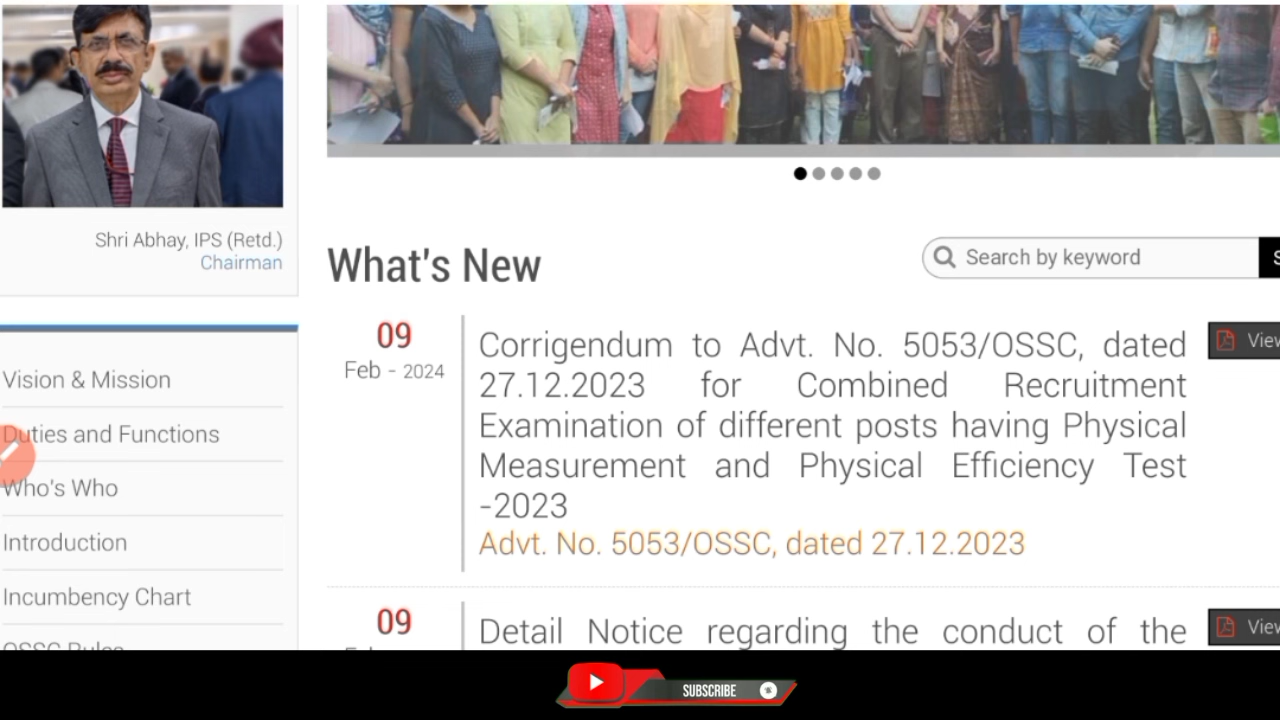 Shri Abhay, IPS (Retd.)
Chairman
Vision & Mission
Duties and Functions
Who's Who
Introduction
Incumbency Chart
OSSC Rules
What's New
Search by keyword
09
Feb - 2024
Corrigendum to Advt. No. 5053/OSSC, dated
27.12.2023 for Combined Recruitment
Examination of different posts having Physical
Measurement and Physical Efficiency Test
-2023
Advt. No. 5053/OSSC, dated 27.12.2023
View
09
Detail Notice regarding the conduct of the
View
SUBSCRIBE